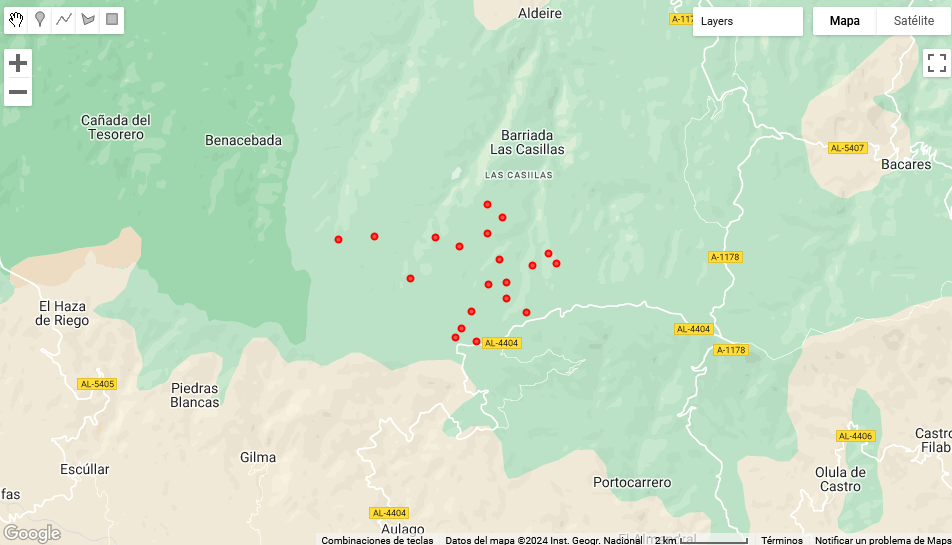 Aldeire
A-117
Layers
Mapa
Satélite
Cañada del
Tesorero
Benacebada
Barriada
Las Casillas
LAS CASIILAS
AL-5407
Bacares
A-1178
El Haza
de Riego
AL-4404
AL-4404
A-1178
AL-5405
Piedras
Blancas
Gilma
Escúllar
AL-4406
Castro
Filab
Olula de
Castro
Portocarrero
fas
AL-4404
Aulago
Google
Combinaciones de teclas
Datos del mapa ©2024 Inst. Geogr. Nacional
2 km
Términos
Notificar un problema de Maps